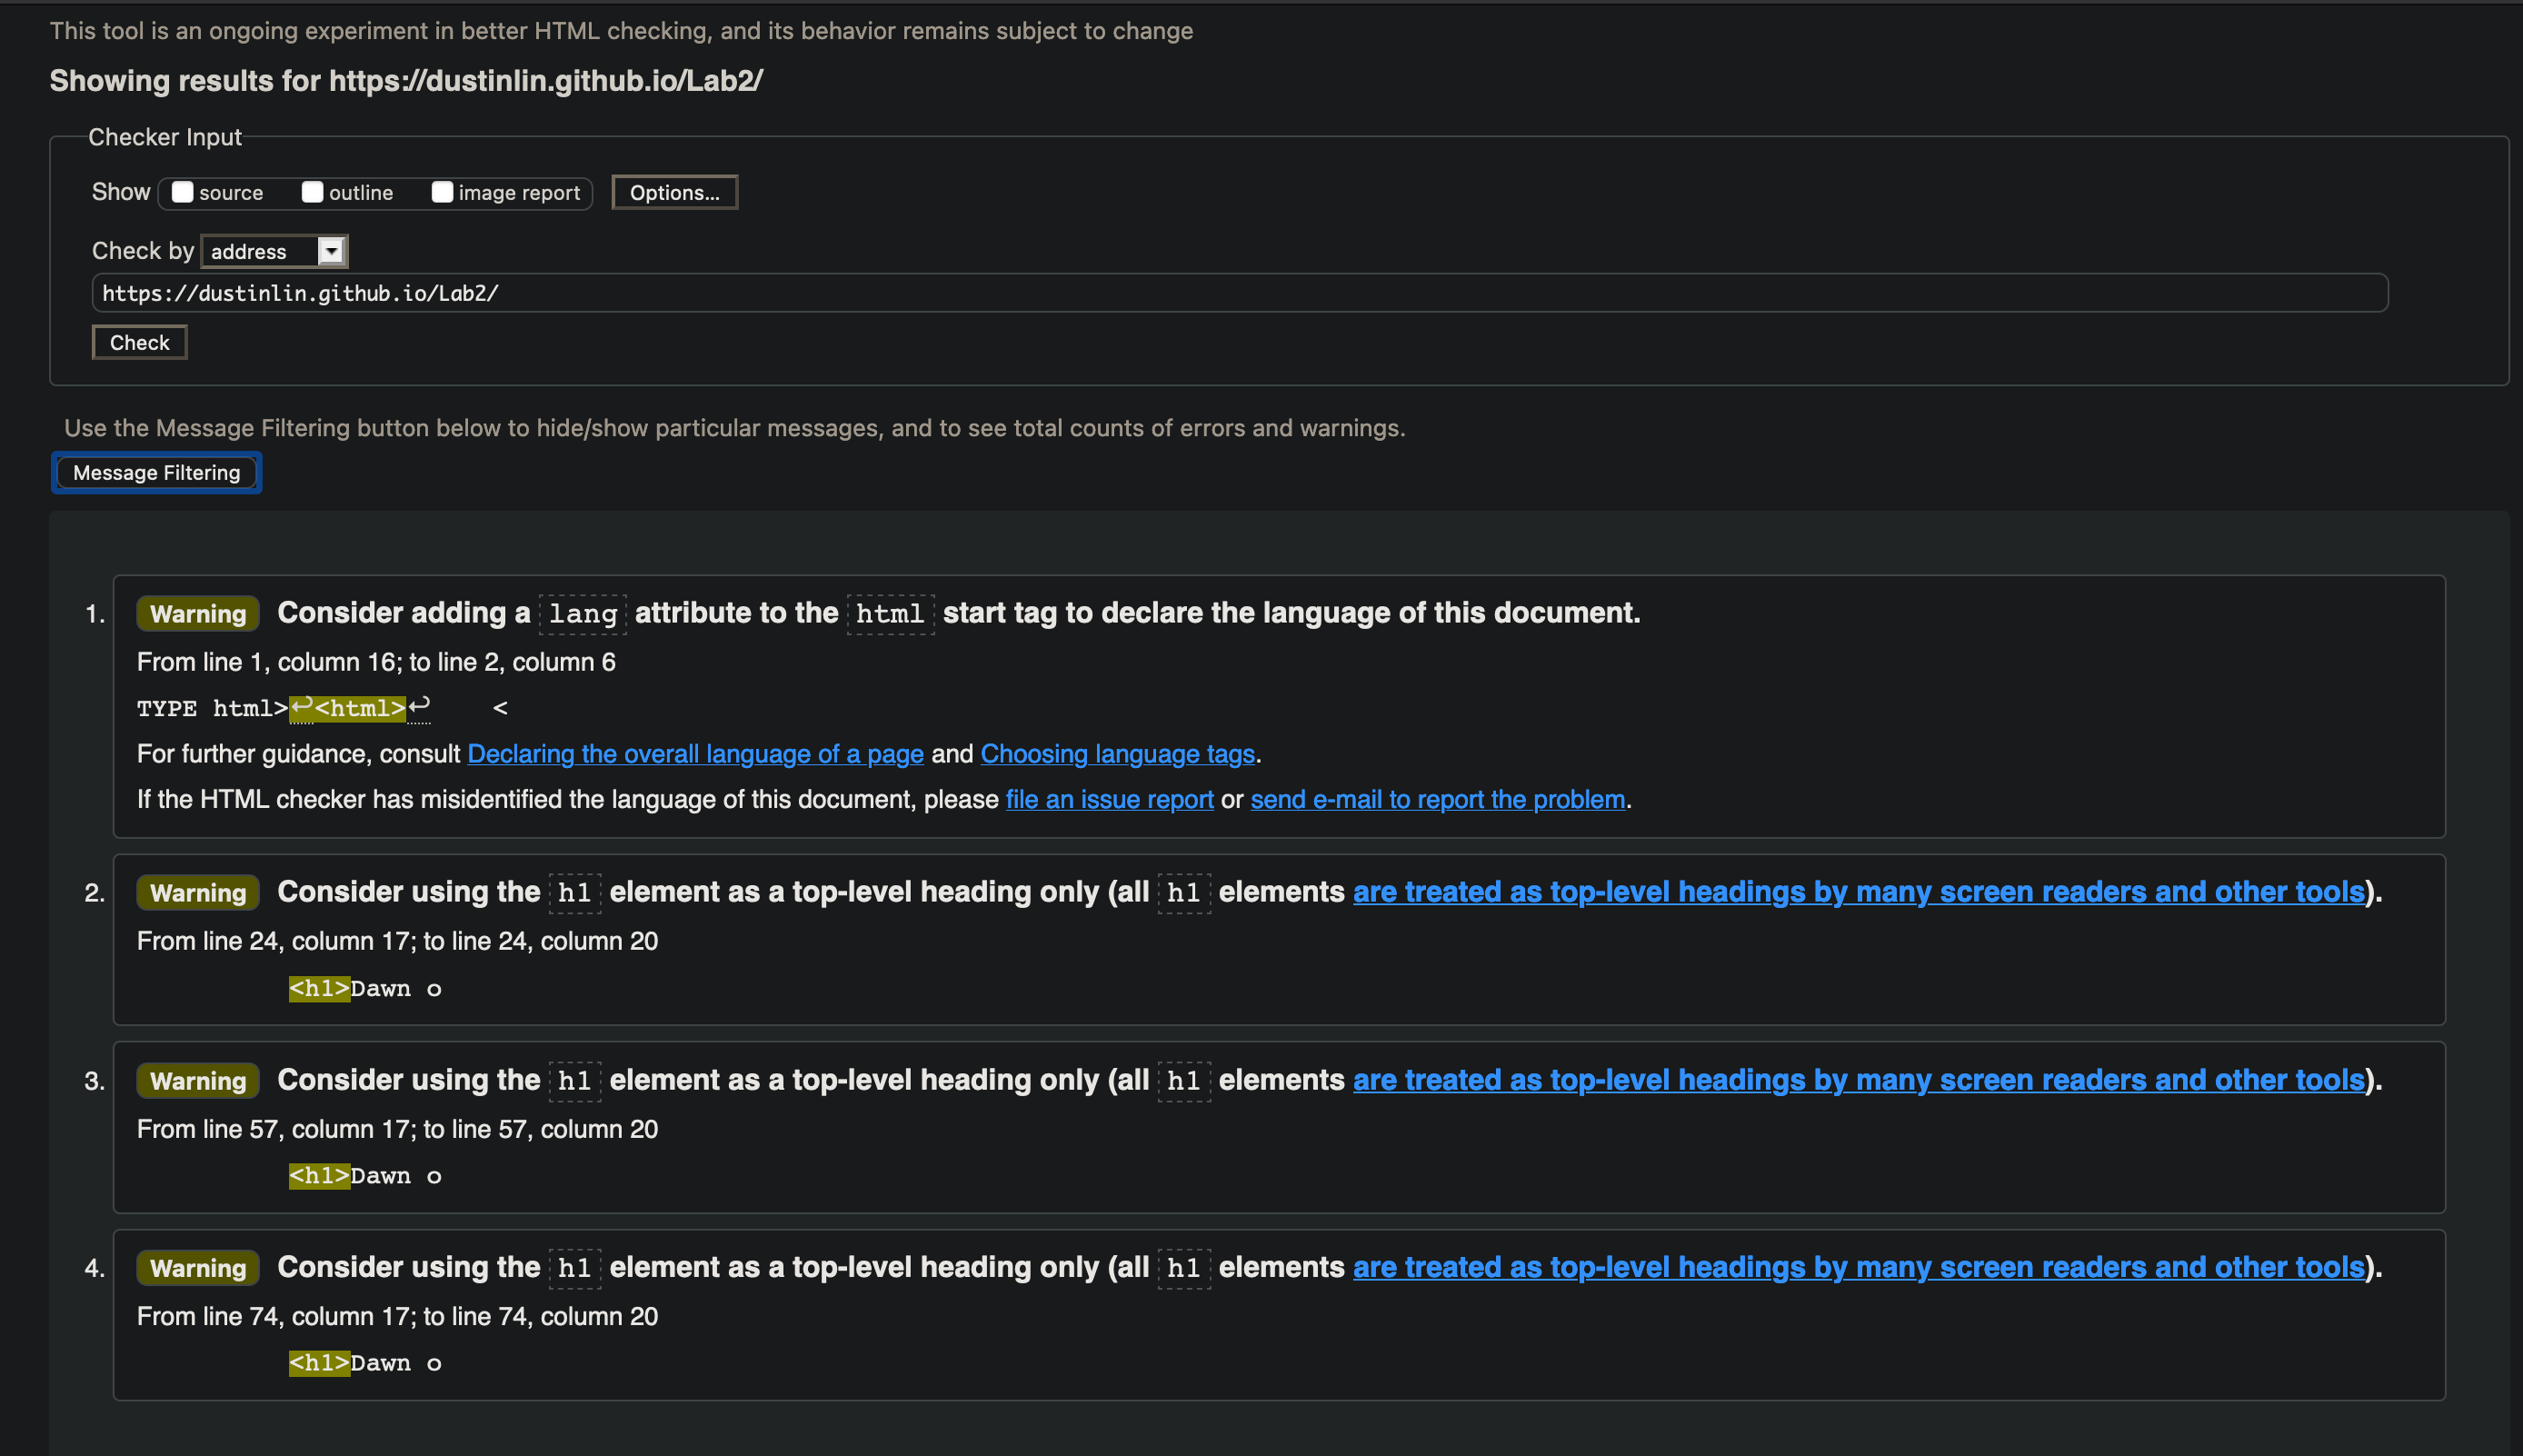 This tool is an ongoing experiment in better HTML checking, and its behavior remains subject to change
Showing results for https://dustinlin.github.io/Lab2/
Checker Input
Show source outline image report Options...
Check by address
https://dustinlin.github.io/Lab2/
Check
Use the Message Filtering button below to hide/show particular messages, and to see total counts of errors and warnings.
Message Filtering
1. Warning Consider adding a lang attribute to the html start tag to declare the language of this document.
From line 1, column 16; to line 2, column 6
TYPE html>↩<html>↩ <
For further guidance, consult Declaring the overall language of a page and Choosing language tags.
If the HTML checker has misidentified the language of this document, please file an issue report or send e-mail to report the problem.
2. Warning Consider using the h1 element as a top-level heading only (all h1 elements are treated as top-level headings by many screen readers and other tools).
From line 24, column 17; to line 24, column 20
<h1>Dawn o
3. Warning Consider using the h1 element as a top-level heading only (all h1 elements are treated as top-level headings by many screen readers and other tools).
From line 57, column 17; to line 57, column 20
<h1>Dawn o
4. Warning Consider using the h1 element as a top-level heading only (all h1 elements are treated as top-level headings by many screen readers and other tools).
From line 74, column 17; to line 74, column 20
<h1>Dawn o